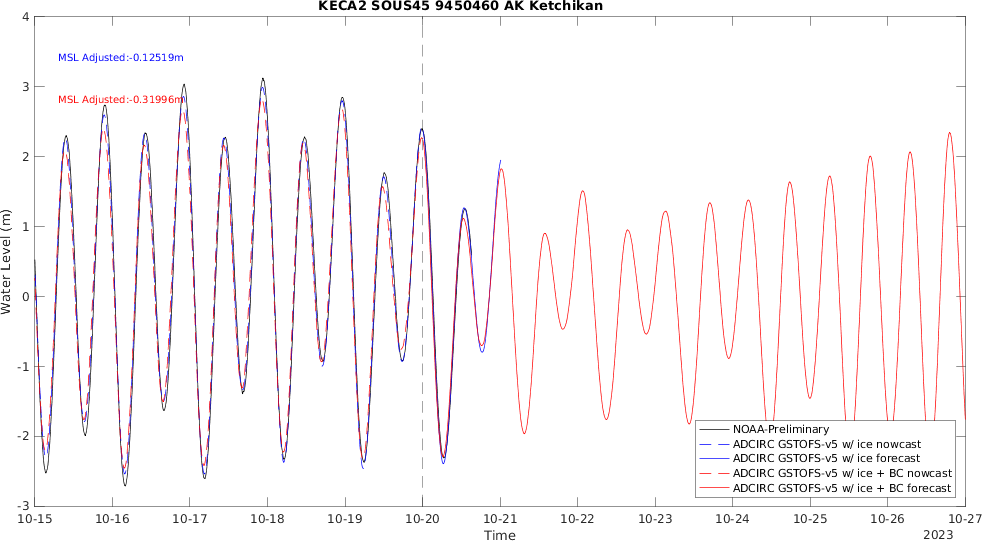 KECA2 SOUS45 9450460 AK Ketchikan
4
3
2
1
0
-1
-2
-3
Water Level (m)
MSL Adjusted:-0.12519m
MSL Adjusted:-0.31996m
NOAA-Preliminary
ADCIRC GSTOFS-v5 w/ ice nowcast
ADCIRC GSTOFS-v5 w/ ice forecast
ADCIRC GSTOFS-v5 w/ ice + BC nowcast
ADCIRC GSTOFS-v5 w/ ice + BC forecast
10-15 10-16 10-17 10-18 10-19 10-20 10-21 10-22 10-23 10-24 10-25 10-26 10-27
Time
2023